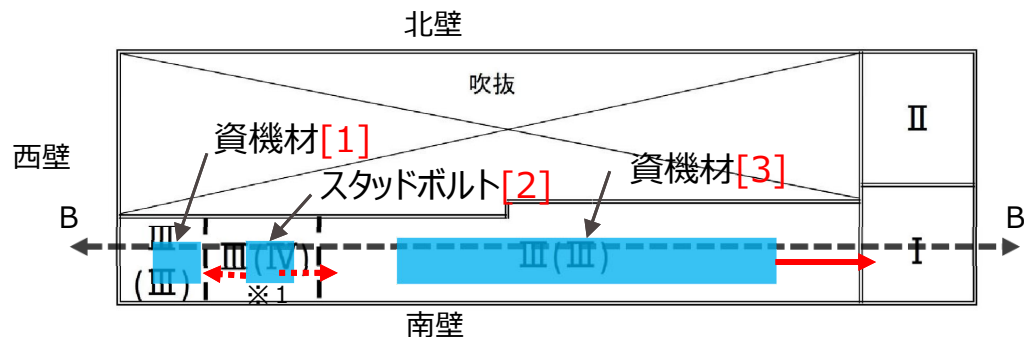 北壁
吹抜
Ⅱ
資機材[1]
西壁
スタッドボルト[2]
資機材[3]
B
B
Ⅲ
(Ⅲ)
Ⅲ(Ⅳ)
※1
Ⅲ(Ⅲ)
Ⅰ
南壁